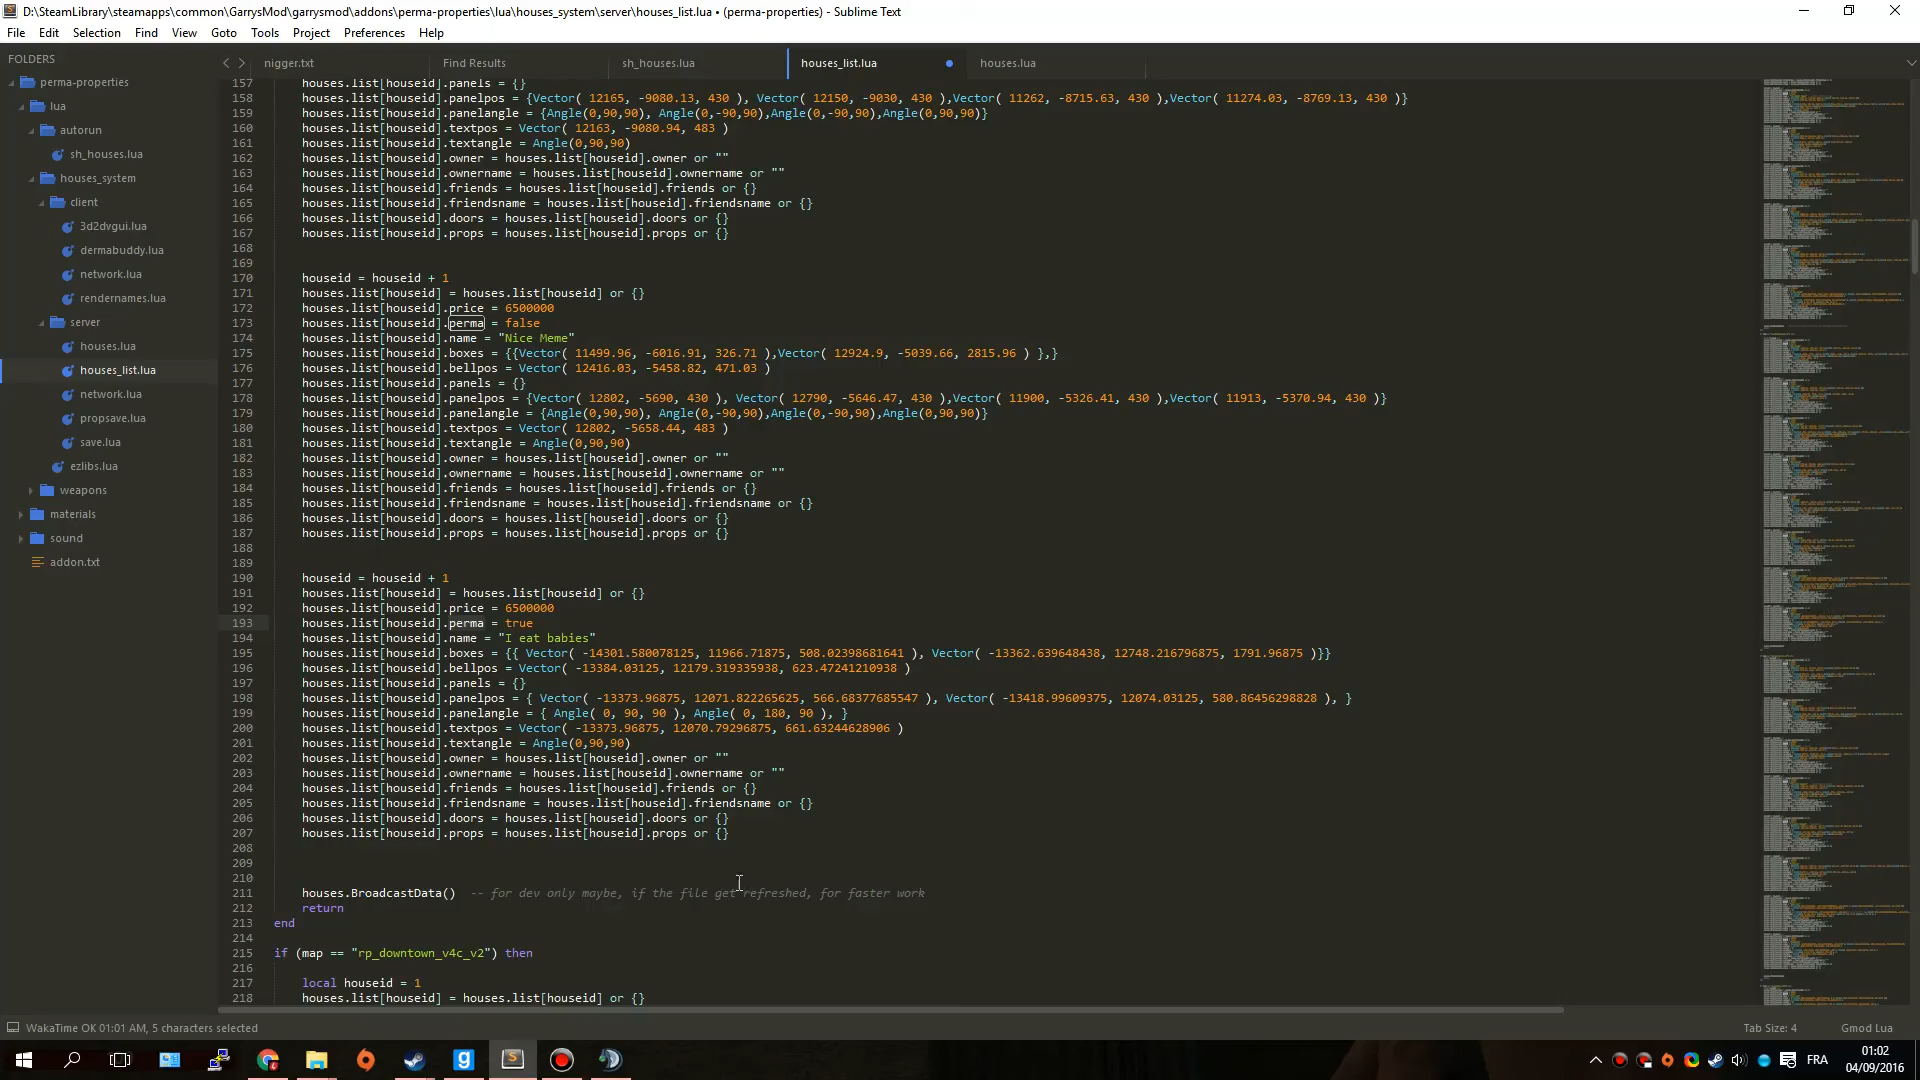 D:\SteamLibrary\steamapps\common\GarrysMod\garrysmod\addons\perma-properties\lua\houses_system\server\houses_list.lua • (perma-properties) - Sublime Text
File Edit Selection Find View Goto Tools Project Preferences Help
FOLDERS
perma-properties
lua
autorun
sh_houses.lua
houses_system
client
3d2dvgui.lua
dermabuddy.lua
network.lua
rendernames.lua
server
houses.lua
houses_list.lua
network.lua
propsave.lua
save.lua
ezlibs.lua
weapons
materials
sound
addon.txt
nigger.txt Find Results sh_houses.lua houses_list.lua houses.lua
157 houses.list[houseid].panels = {}
158 houses.list[houseid].panelpos = {Vector( 12165, -9080.13, 430 ), Vector( 12150, -9030, 430 ),Vector( 11262, -8715.63, 430 ),Vector( 11274.03, -8769.13, 430 )}
159 houses.list[houseid].panelangle = {Angle(0,90,90), Angle(0,-90,90),Angle(0,-90,90),Angle(0,90,90)}
160 houses.list[houseid].textpos = Vector( 12163, -9080.94, 483 )
161 houses.list[houseid].textangle = Angle(0,90,90)
162 houses.list[houseid].owner = houses.list[houseid].owner or ""
163 houses.list[houseid].ownername = houses.list[houseid].ownername or ""
164 houses.list[houseid].friends = houses.list[houseid].friends or {}
165 houses.list[houseid].friendsname = houses.list[houseid].friendsname or {}
166 houses.list[houseid].doors = houses.list[houseid].doors or {}
167 houses.list[houseid].props = houses.list[houseid].props or {}
168
169
170 houseid = houseid + 1
171 houses.list[houseid] = houses.list[houseid] or {}
172 houses.list[houseid].price = 6500000
173 houses.list[houseid].perma = false
174 houses.list[houseid].name = "Nice Meme"
175 houses.list[houseid].boxes = {{Vector( 11499.96, -6016.91, 326.71 ),Vector( 12924.9, -5039.66, 2815.96 ) },}
176 houses.list[houseid].bellpos = Vector( 12416.03, -5458.82, 471.03 )
177 houses.list[houseid].panels = {}
178 houses.list[houseid].panelpos = {Vector( 12802, -5690, 430 ), Vector( 12790, -5646.47, 430 ),Vector( 11900, -5326.41, 430 ),Vector( 11913, -5370.94, 430 )}
179 houses.list[houseid].panelangle = {Angle(0,90,90), Angle(0,-90,90),Angle(0,-90,90),Angle(0,90,90)}
180 houses.list[houseid].textpos = Vector( 12802, -5658.44, 483 )
181 houses.list[houseid].textangle = Angle(0,90,90)
182 houses.list[houseid].owner = houses.list[houseid].owner or ""
183 houses.list[houseid].ownername = houses.list[houseid].ownername or ""
184 houses.list[houseid].friends = houses.list[houseid].friends or {}
185 houses.list[houseid].friendsname = houses.list[houseid].friendsname or {}
186 houses.list[houseid].doors = houses.list[houseid].doors or {}
187 houses.list[houseid].props = houses.list[houseid].props or {}
188
189
190 houseid = houseid + 1
191 houses.list[houseid] = houses.list[houseid] or {}
192 houses.list[houseid].price = 6500000
193 houses.list[houseid].perma = true
194 houses.list[houseid].name = "I eat babies"
195 houses.list[houseid].boxes = {{ Vector( -14301.580078125, 11966.71875, 508.02398681641 ), Vector( -13362.639648438, 12748.216796875, 1791.96875 )}}
196 houses.list[houseid].bellpos = Vector( -13384.03125, 12179.319335938, 623.47241210938 )
197 houses.list[houseid].panels = {}
198 houses.list[houseid].panelpos = { Vector( -13373.96875, 12071.822265625, 566.68377685547 ), Vector( -13418.99609375, 12074.03125, 580.86456298828 ), }
199 houses.list[houseid].panelangle = { Angle( 0, 90, 90 ), Angle( 0, 180, 90 ), }
200 houses.list[houseid].textpos = Vector( -13373.96875, 12070.79296875, 661.63244628906 )
201 houses.list[houseid].textangle = Angle(0,90,90)
202 houses.list[houseid].owner = houses.list[houseid].owner or ""
203 houses.list[houseid].ownername = houses.list[houseid].ownername or ""
204 houses.list[houseid].friends = houses.list[houseid].friends or {}
205 houses.list[houseid].friendsname = houses.list[houseid].friendsname or {}
206 houses.list[houseid].doors = houses.list[houseid].doors or {}
207 houses.list[houseid].props = houses.list[houseid].props or {}
208
209
210
211 houses.BroadcastData() -- for dev only maybe, if the file get refreshed, for faster work
212 return
213 end
214
215 if (map == "rp_downtown_v4c_v2") then
216
217 local houseid = 1
218 houses.list[houseid] = houses.list[houseid] or {}
WakaTime OK 01:01 AM, 5 characters selected Tab Size: 4 Gmod Lua
FRA 01:02
04/09/2016